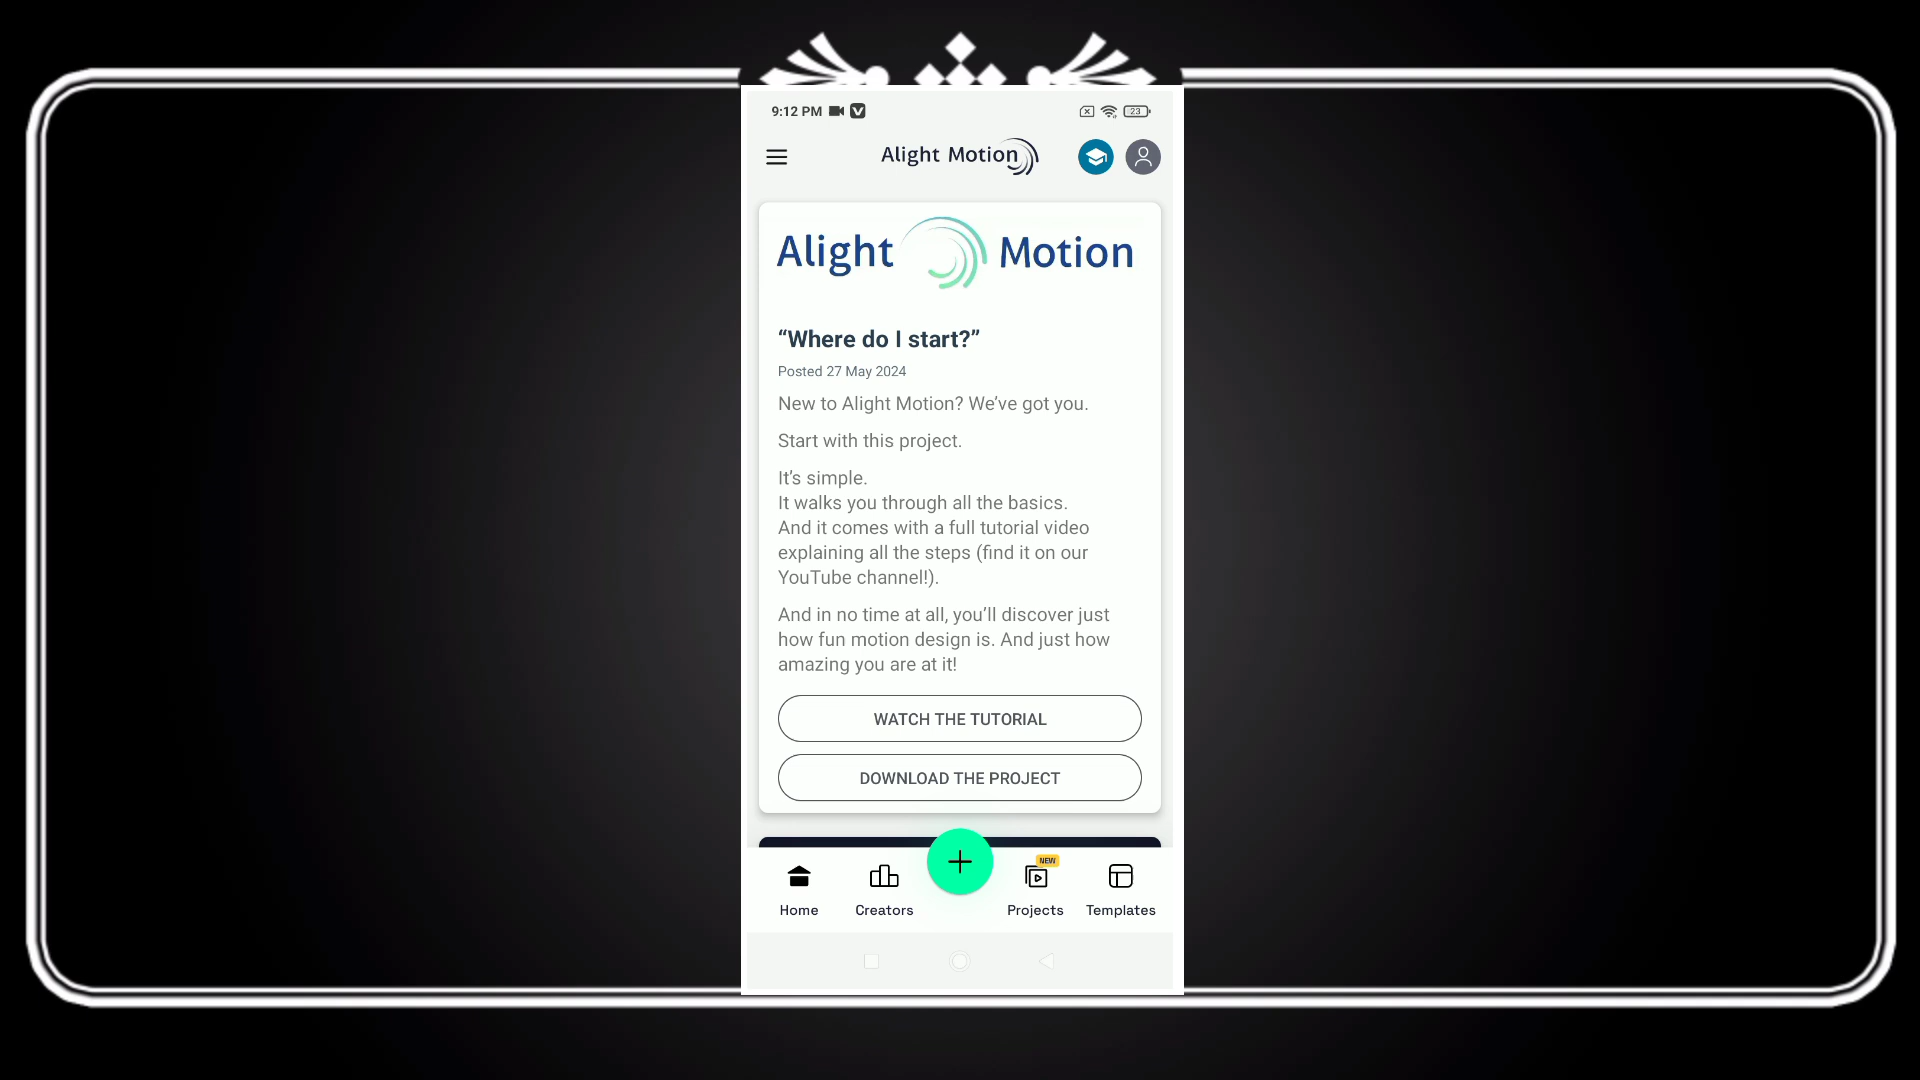 9:12 PM
23
Alight Motion
Alight Motion
“Where do I start?”
Posted 27 May 2024
New to Alight Motion? We’ve got you.
Start with this project.
It’s simple.
It walks you through all the basics.
And it comes with a full tutorial video
explaining all the steps (find it on our
YouTube channel!).
And in no time at all, you’ll discover just
how fun motion design is. And just how
amazing you are at it!
WATCH THE TUTORIAL
DOWNLOAD THE PROJECT
NEW
Home
Creators
Projects
Templates